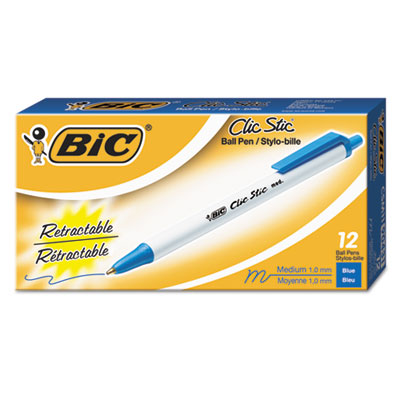 BIC
Clic Stic
Ball Pen / Stylo-bille
BIC Clic Stic med.
Retractable
Rétractable
12
Ball Pens
Stylos-bille
Medium 1,0 mm
Moyenne 1,0 mm
Blue
Bleu